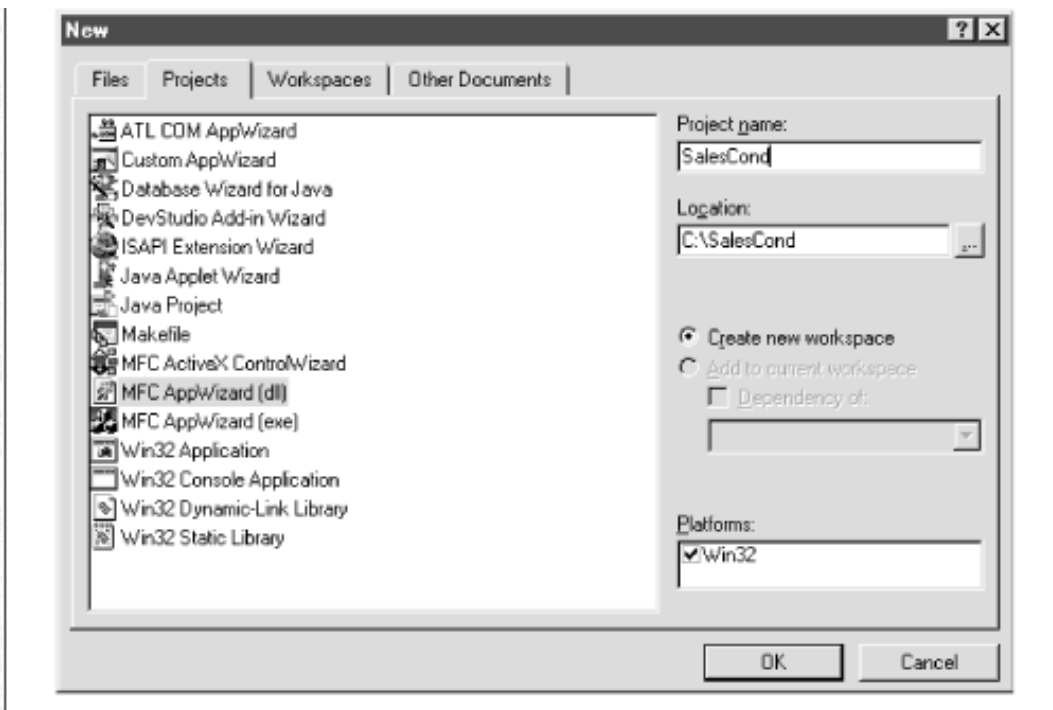 New
Files Projects Workspaces Other Documents
ATL COM AppWizard
Custom AppWizard
Database Wizard for Java
DevStudio Add-in Wizard
ISAPI Extension Wizard
Java Applet Wizard
Java Project
Makefile
MFC ActiveX ControlWizard
MFC AppWizard (dll)
MFC AppWizard (exe)
Win32 Application
Win32 Console Application
Win32 Dynamic-Link Library
Win32 Static Library
Project name:
SalesCond
Location:
C:\SalesCond
...
Create new workspace
Add to current workspace
Dependency of:
Platforms:
Win32
OK Cancel